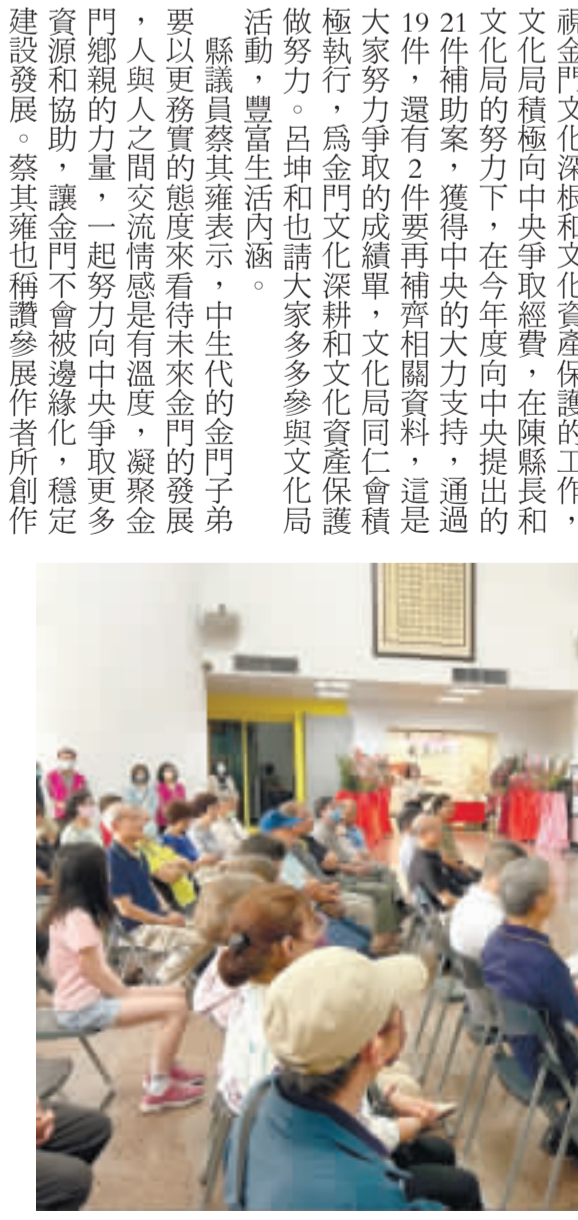 視金門文化深根和文化資產保護的工作，
文化局積極向中央爭取經費，在陳縣長和
文化局的努力下，在今年度向中央提出的
21件補助案，獲得中央的大力支持，通過
19件，還有2件要再補齊相關資料，這是
大家努力爭取的成績單，文化局同仁會積
極執行，為金門文化深耕和文化資產保護
做努力。呂坤和也請大家多多參與文化局
活動，豐富生活內涵。
縣議員蔡其雍表示，中生代的金門子弟
要以更務實的態度來看待未來金門的發展
，人與人之間交流情感是有溫度，凝聚金
門鄉親的力量，一起努力向中央爭取更多
資源和協助，讓金門不會被邊緣化，穩定
建設發展。蔡其雍也稱讚參展作者所創作